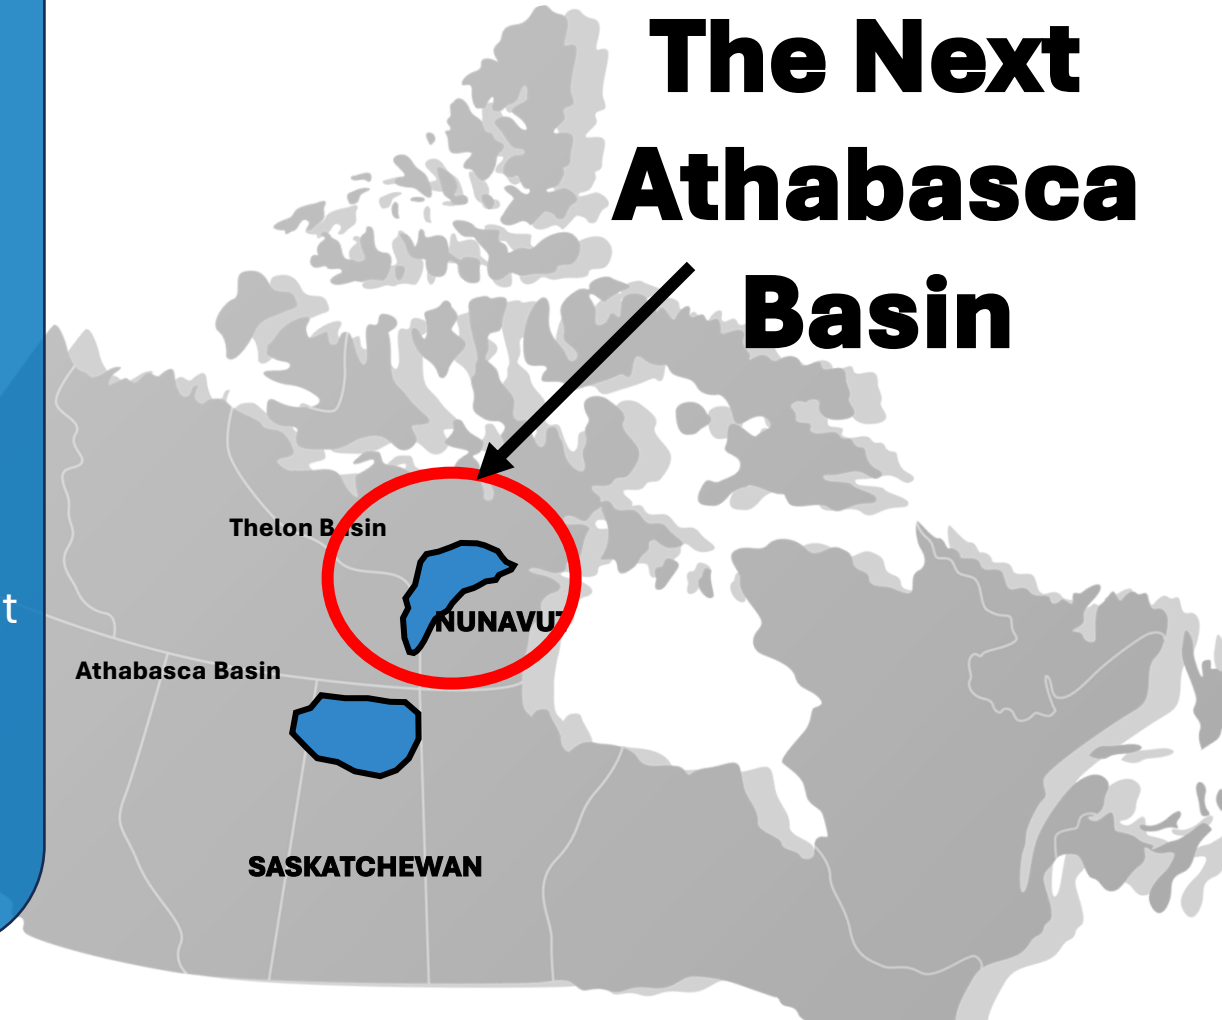 The Next
Athabasca
Basin
Thelon Basin
t
NUNAVUT
Athabasca Basin
SASKATCHEWAN